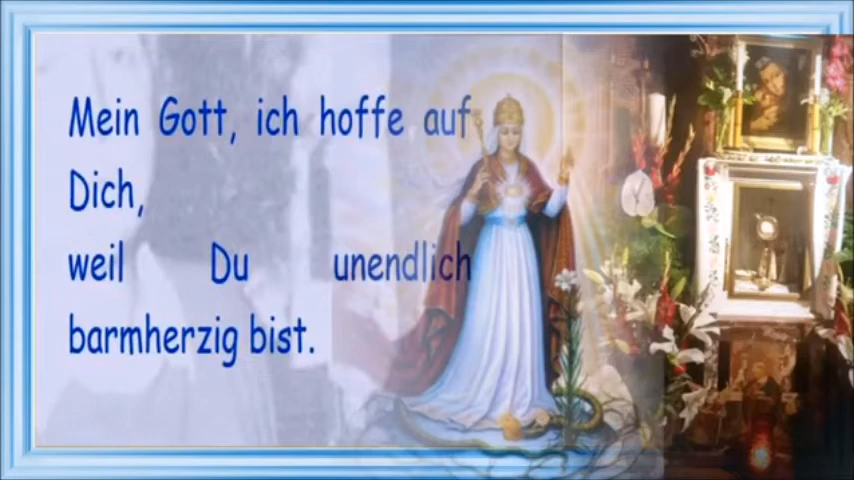 Mein Gott, ich hoffe auf
Dich,
weil Du unendlich
barmherzig bist.